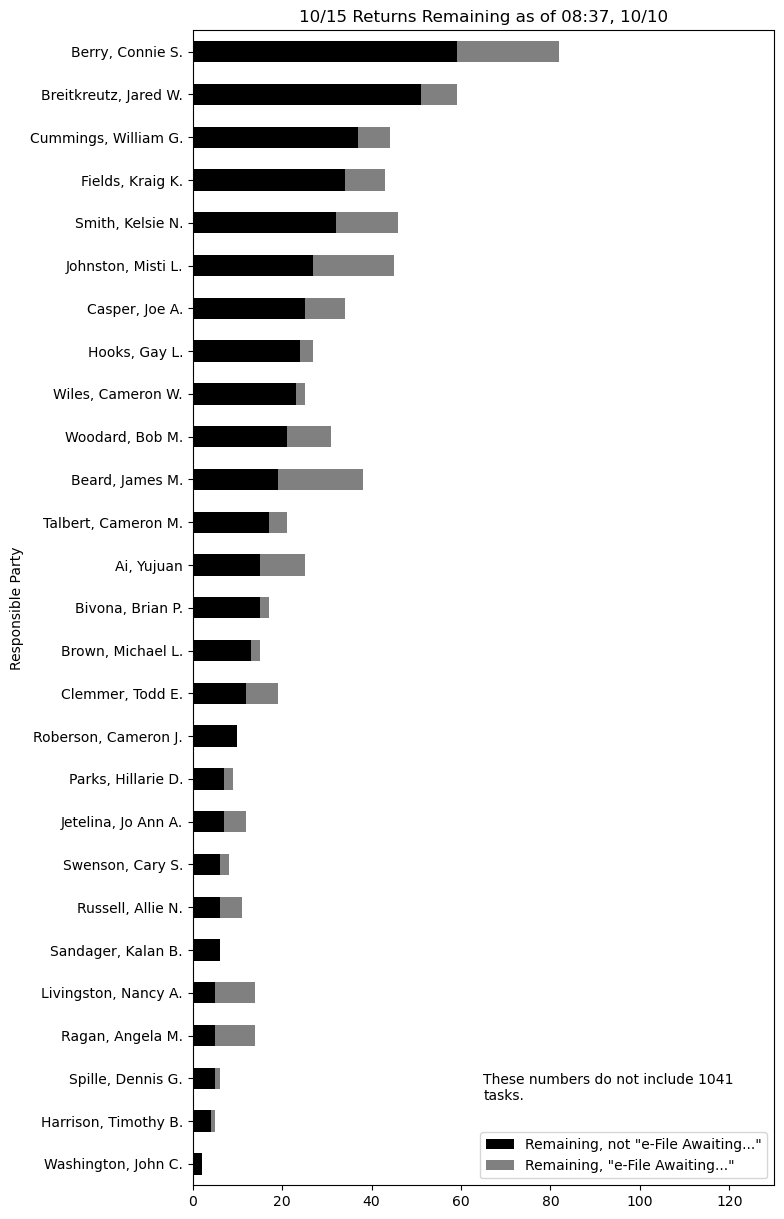 10/15 Returns Remaining as of 08:37, 10/10
Responsible Party
Berry, Connie S.
Breitkreutz, Jared W.
Cummings, William G.
Fields, Kraig K.
Smith, Kelsie N.
Johnston, Misti L.
Casper, Joe A.
Hooks, Gay L.
Wiles, Cameron W.
Woodard, Bob M.
Beard, James M.
Talbert, Cameron M.
Ai, Yujuan
Bivona, Brian P.
Brown, Michael L.
Clemmer, Todd E.
Roberson, Cameron J.
Parks, Hillarie D.
Jetelina, Jo Ann A.
Swenson, Cary S.
Russell, Allie N.
Sandager, Kalan B.
Livingston, Nancy A.
Ragan, Angela M.
Spille, Dennis G.
Harrison, Timothy B.
Washington, John C.
These numbers do not include 1041
tasks.
Remaining, not "e-File Awaiting..."
Remaining, "e-File Awaiting..."
0 20 40 60 80 100 120